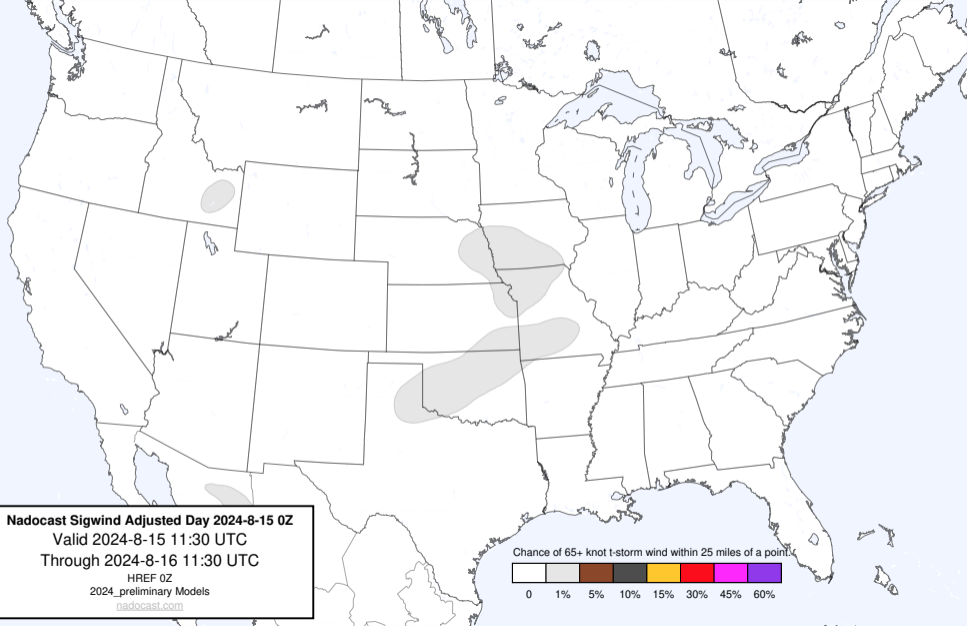 Nadocast Sigwind Adjusted Day 2024-8-15 0Z
Valid 2024-8-15 11:30 UTC
Through 2024-8-16 11:30 UTC
HREF 0Z
2024_preliminary Models
nadocast.com
Chance of 65+ knot t-storm wind within 25 miles of a point.
0 1% 5% 10% 15% 30% 45% 60%